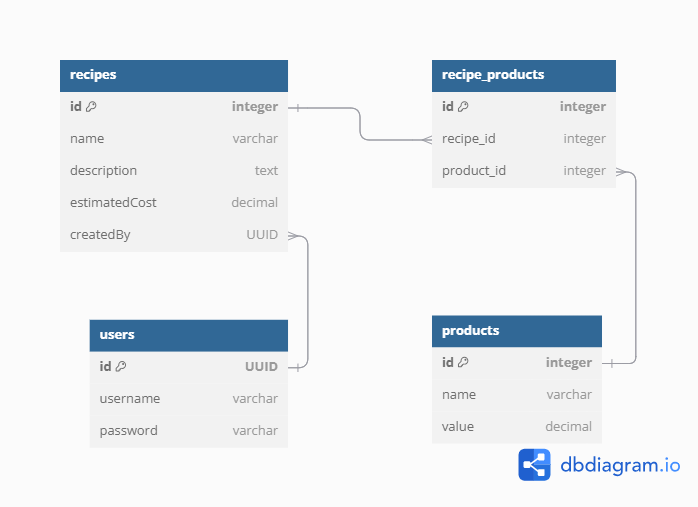 recipes
id integer
name varchar
description text
estimatedCost decimal
createdBy UUID
recipe_products
id integer
recipe_id integer
product_id integer
users
id UUID
username varchar
password varchar
products
id integer
name varchar
value decimal
dbdiagram.io